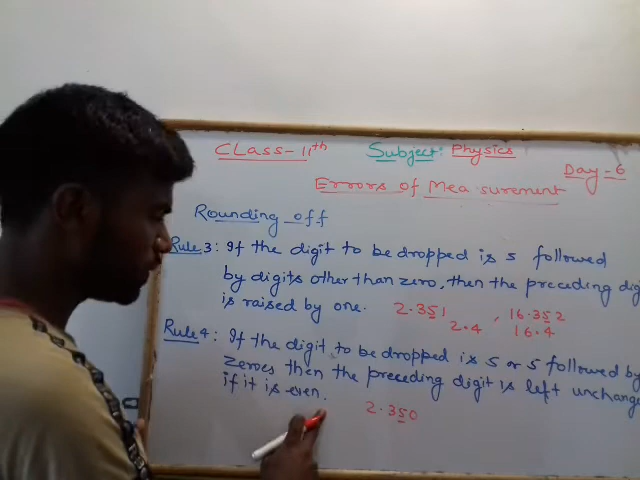 CLass-11th Subject: Physics
Day-6
Errors of Measurement
Rounding off
Rule 3: If the digit to be dropped is 5 followed
by digits other than zero, then the preceding dig
is raised by one. 2.351, 16.352
2.4 16.4
Rule 4: If the digit to be dropped is 5 or 5 followed by
zeroes then the preceding digit is left unchange
if it is even. 2.350